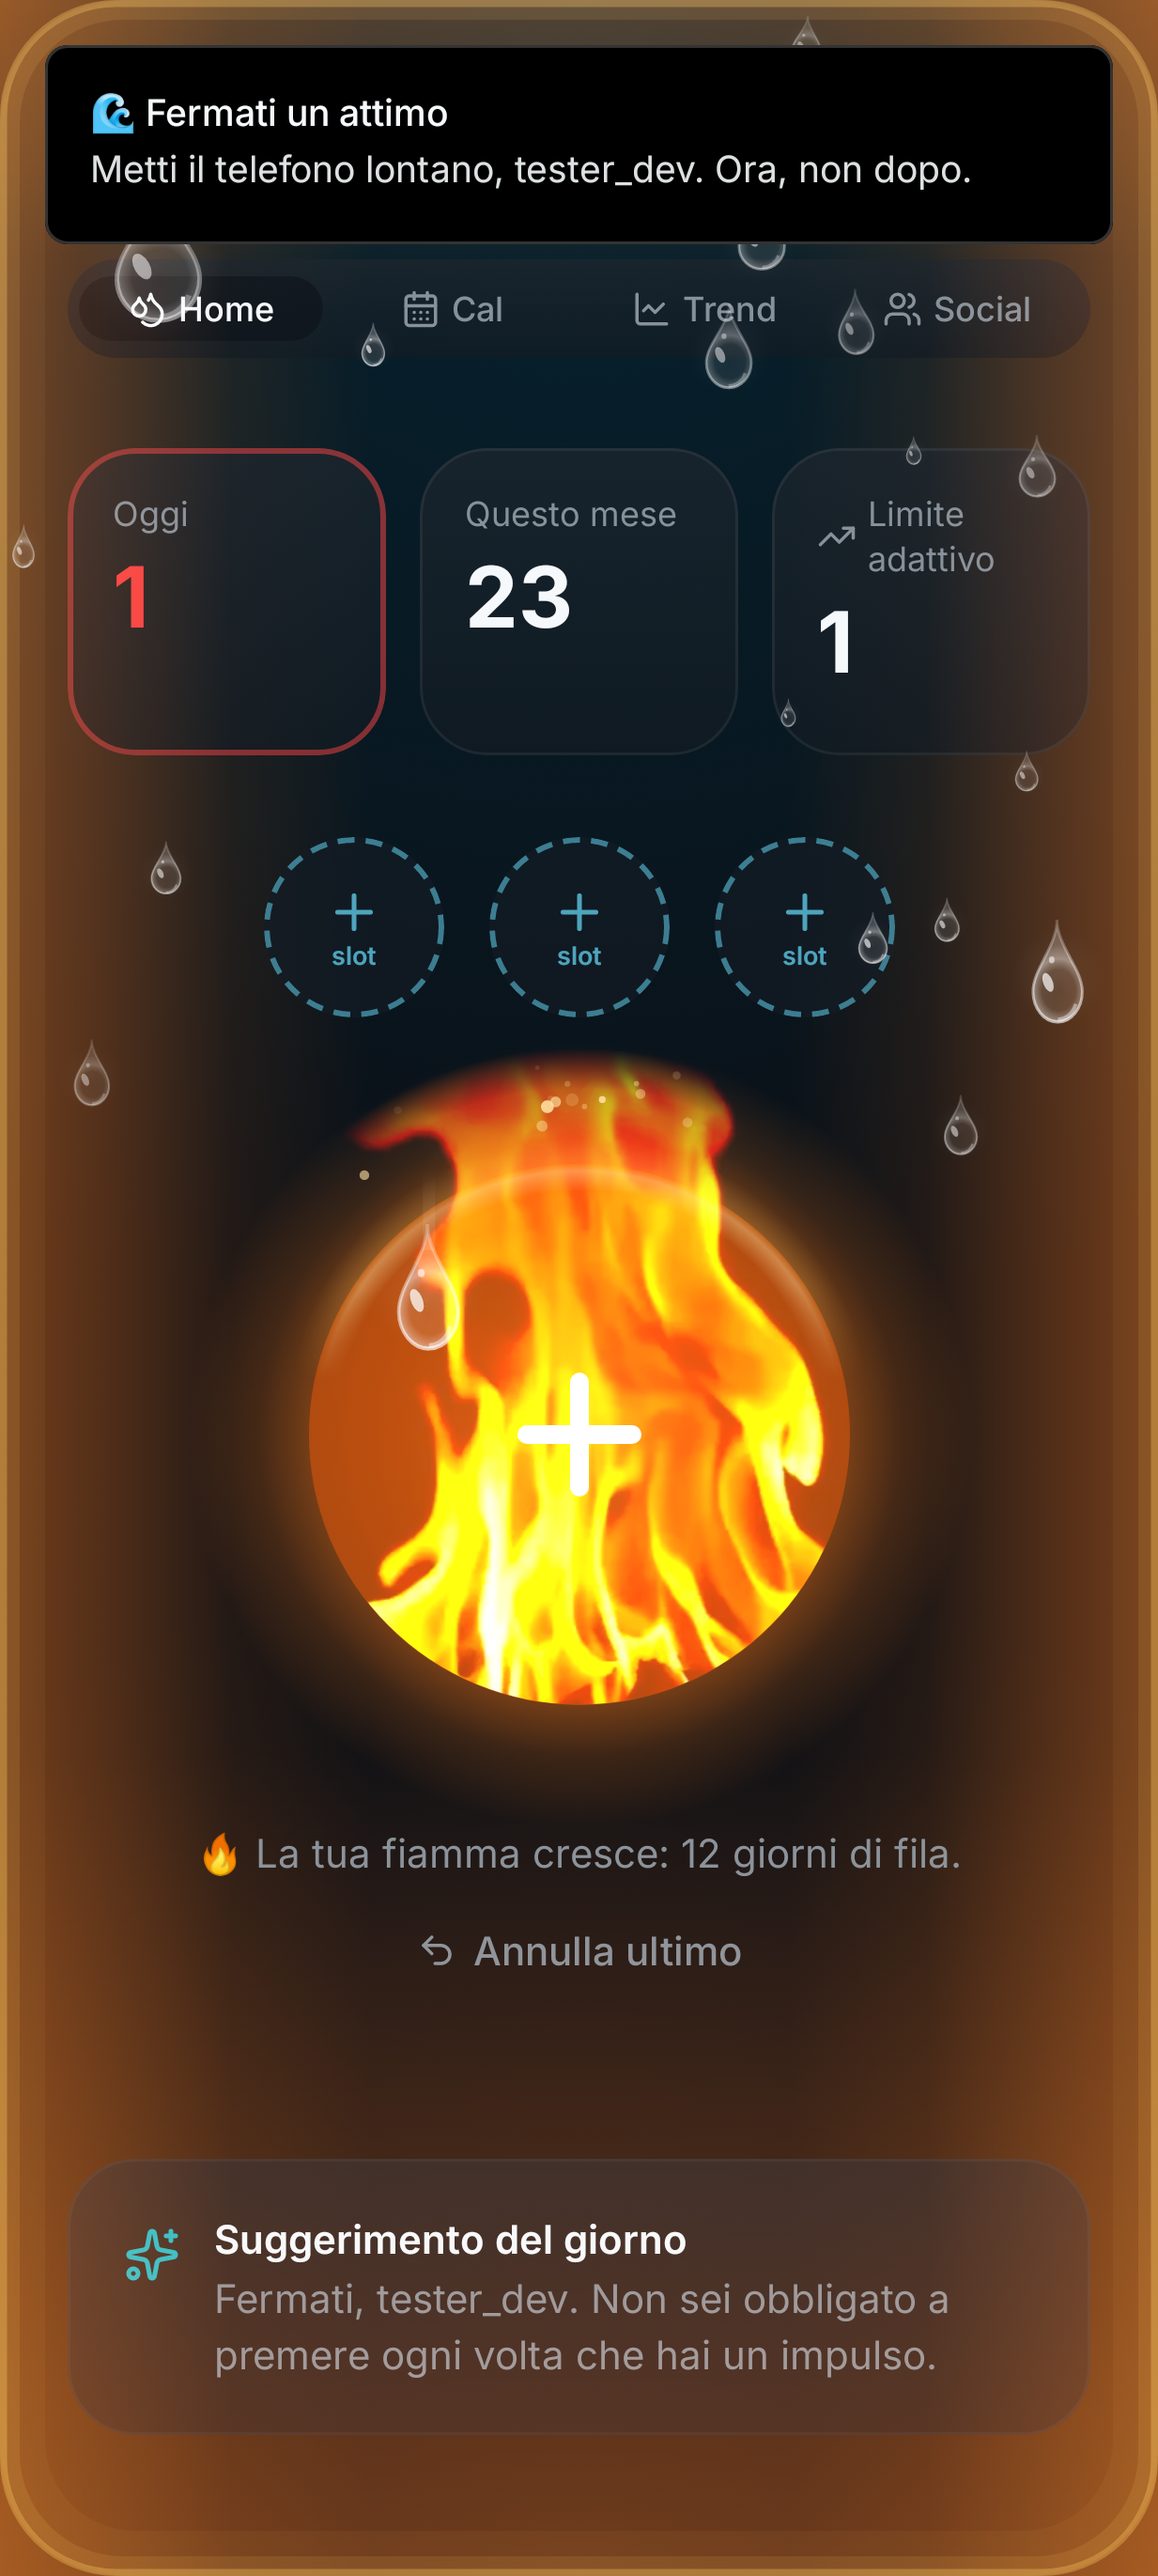 🌊 Fermati un attimo
Metti il telefono lontano, tester_dev. Ora, non dopo.
Home
Cal
Trend
Social
Oggi
1
Questo mese
23
Limite
adattivo
1
slot
slot
slot
🔥 La tua fiamma cresce: 12 giorni di fila.
Annulla ultimo
Suggerimento del giorno
Fermati, tester_dev. Non sei obbligato a
premere ogni volta che hai un impulso.